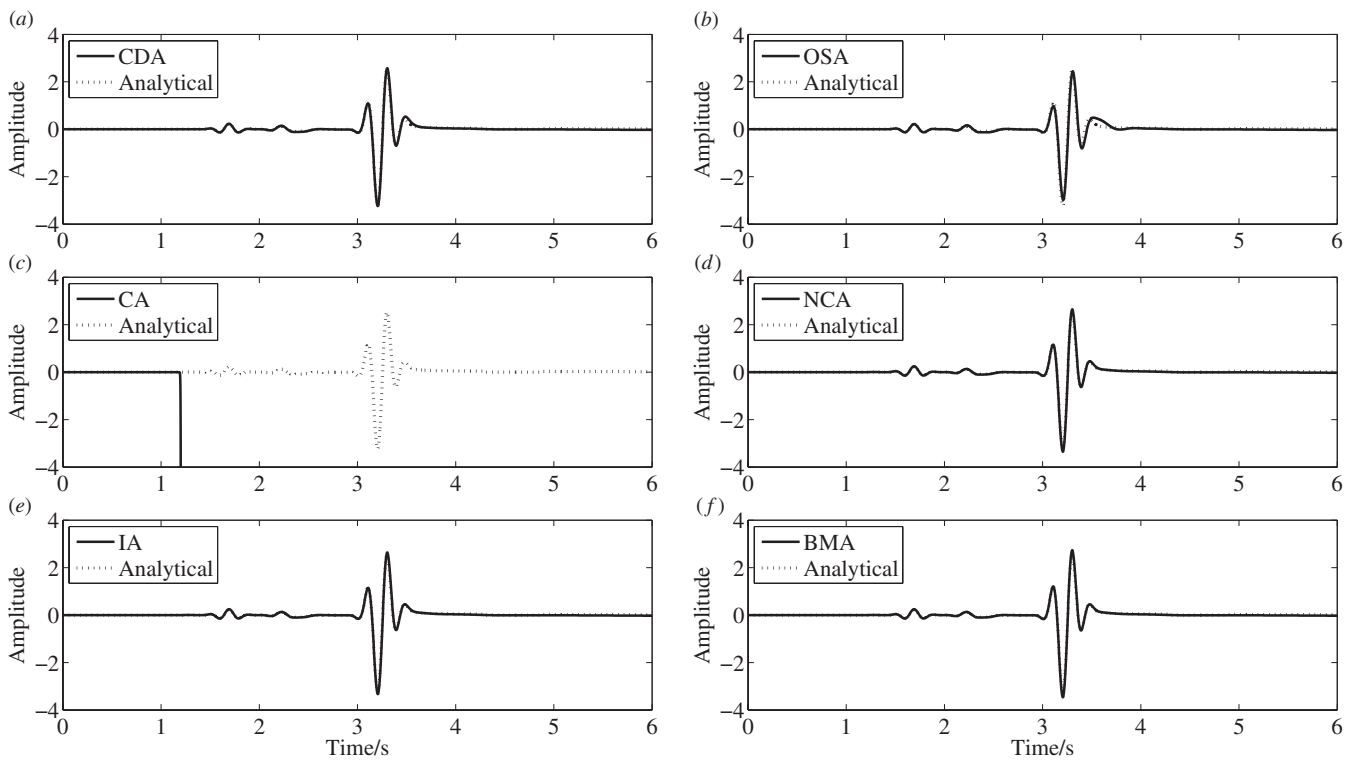 (a)
4
2
0
−2
−4
Amplitude
CDA
Analytical
0 1 2 3 4 5 6
(b)
4
2
0
−2
−4
Amplitude
OSA
Analytical
0 1 2 3 4 5 6
(c)
4
2
0
−2
−4
Amplitude
CA
Analytical
0 1 2 3 4 5 6
(d)
4
2
0
−2
−4
Amplitude
NCA
Analytical
0 1 2 3 4 5 6
(e)
4
2
0
−2
−4
Amplitude
IA
Analytical
0 1 2 3 4 5 6
Time/s
(f)
4
2
0
−2
−4
Amplitude
BMA
Analytical
0 1 2 3 4 5 6
Time/s